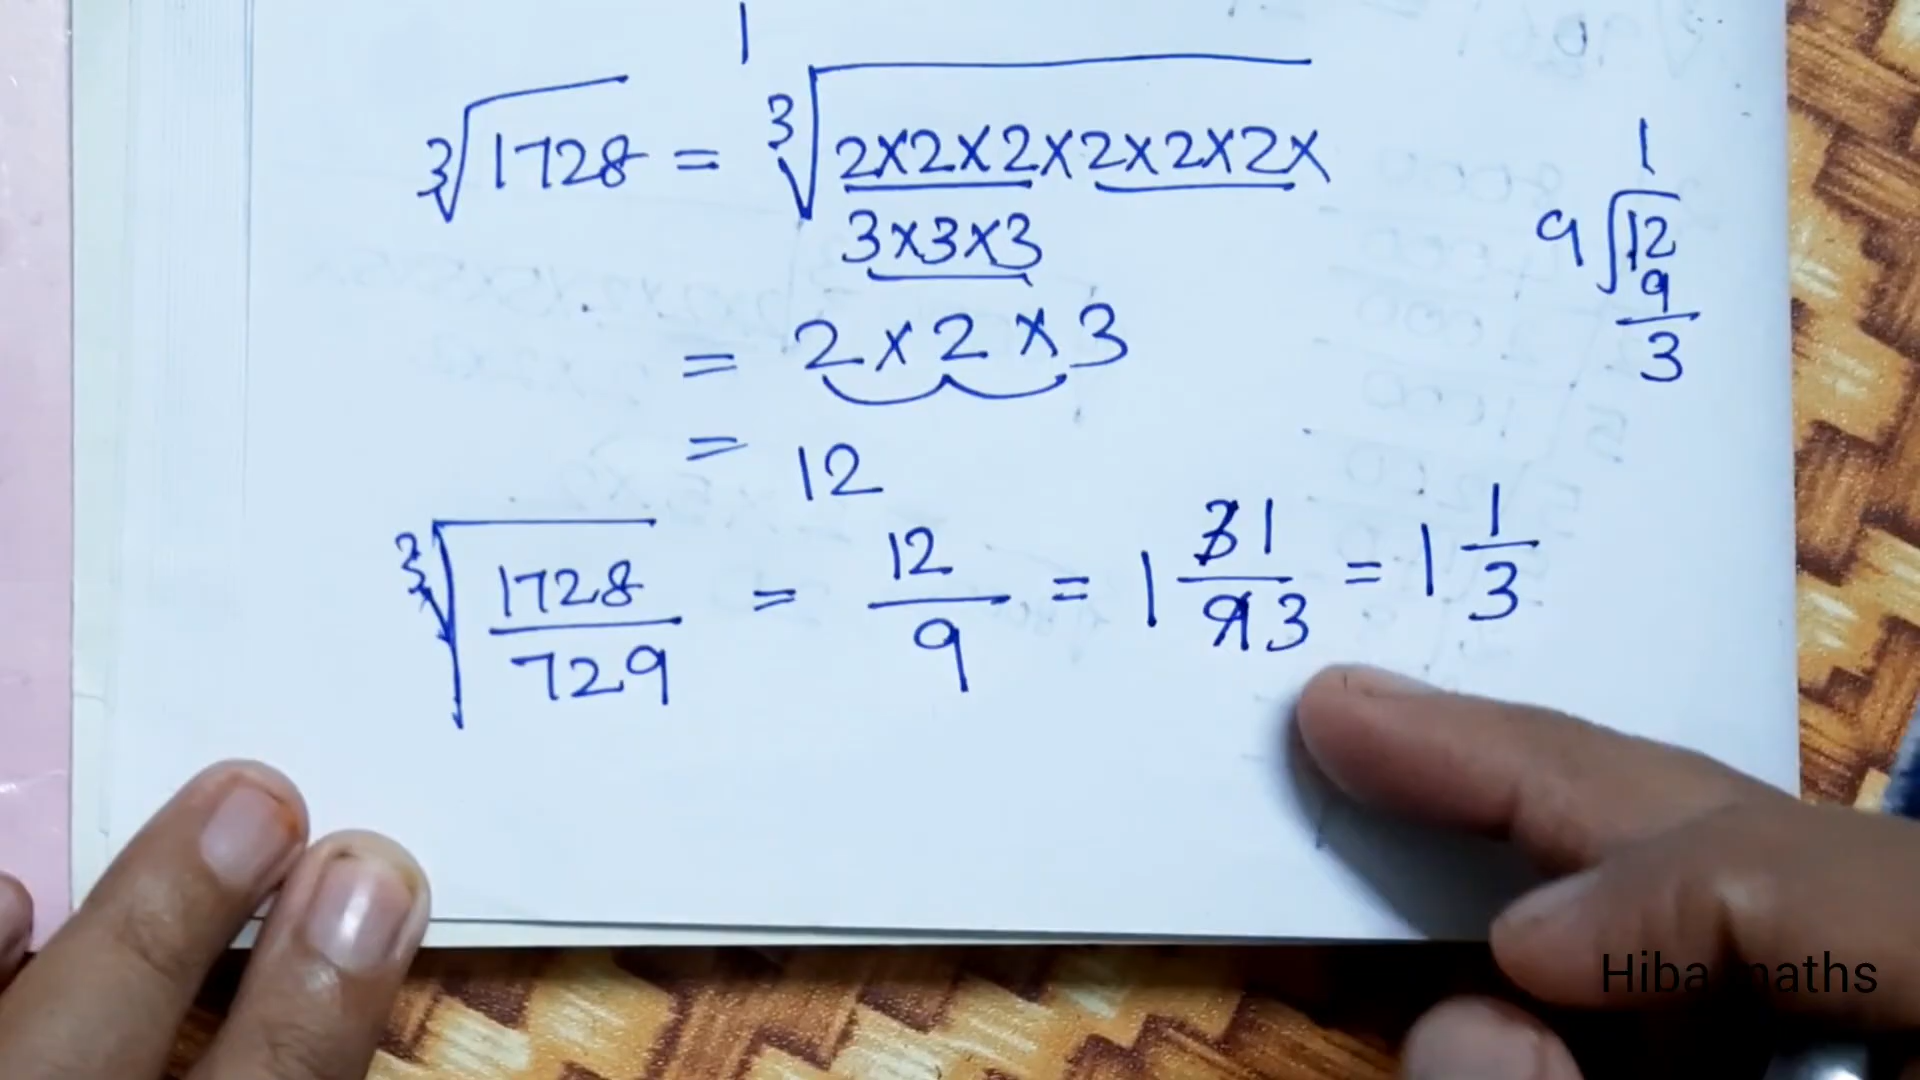 1
∛1728 = ∛2×2×2×2×2×2×
3×3×3
= 2×2×3
= 12
∛1728/729 = 12/9 = 1 31/93 = 1 1/3
1
9 12
9
3
Hiba maths